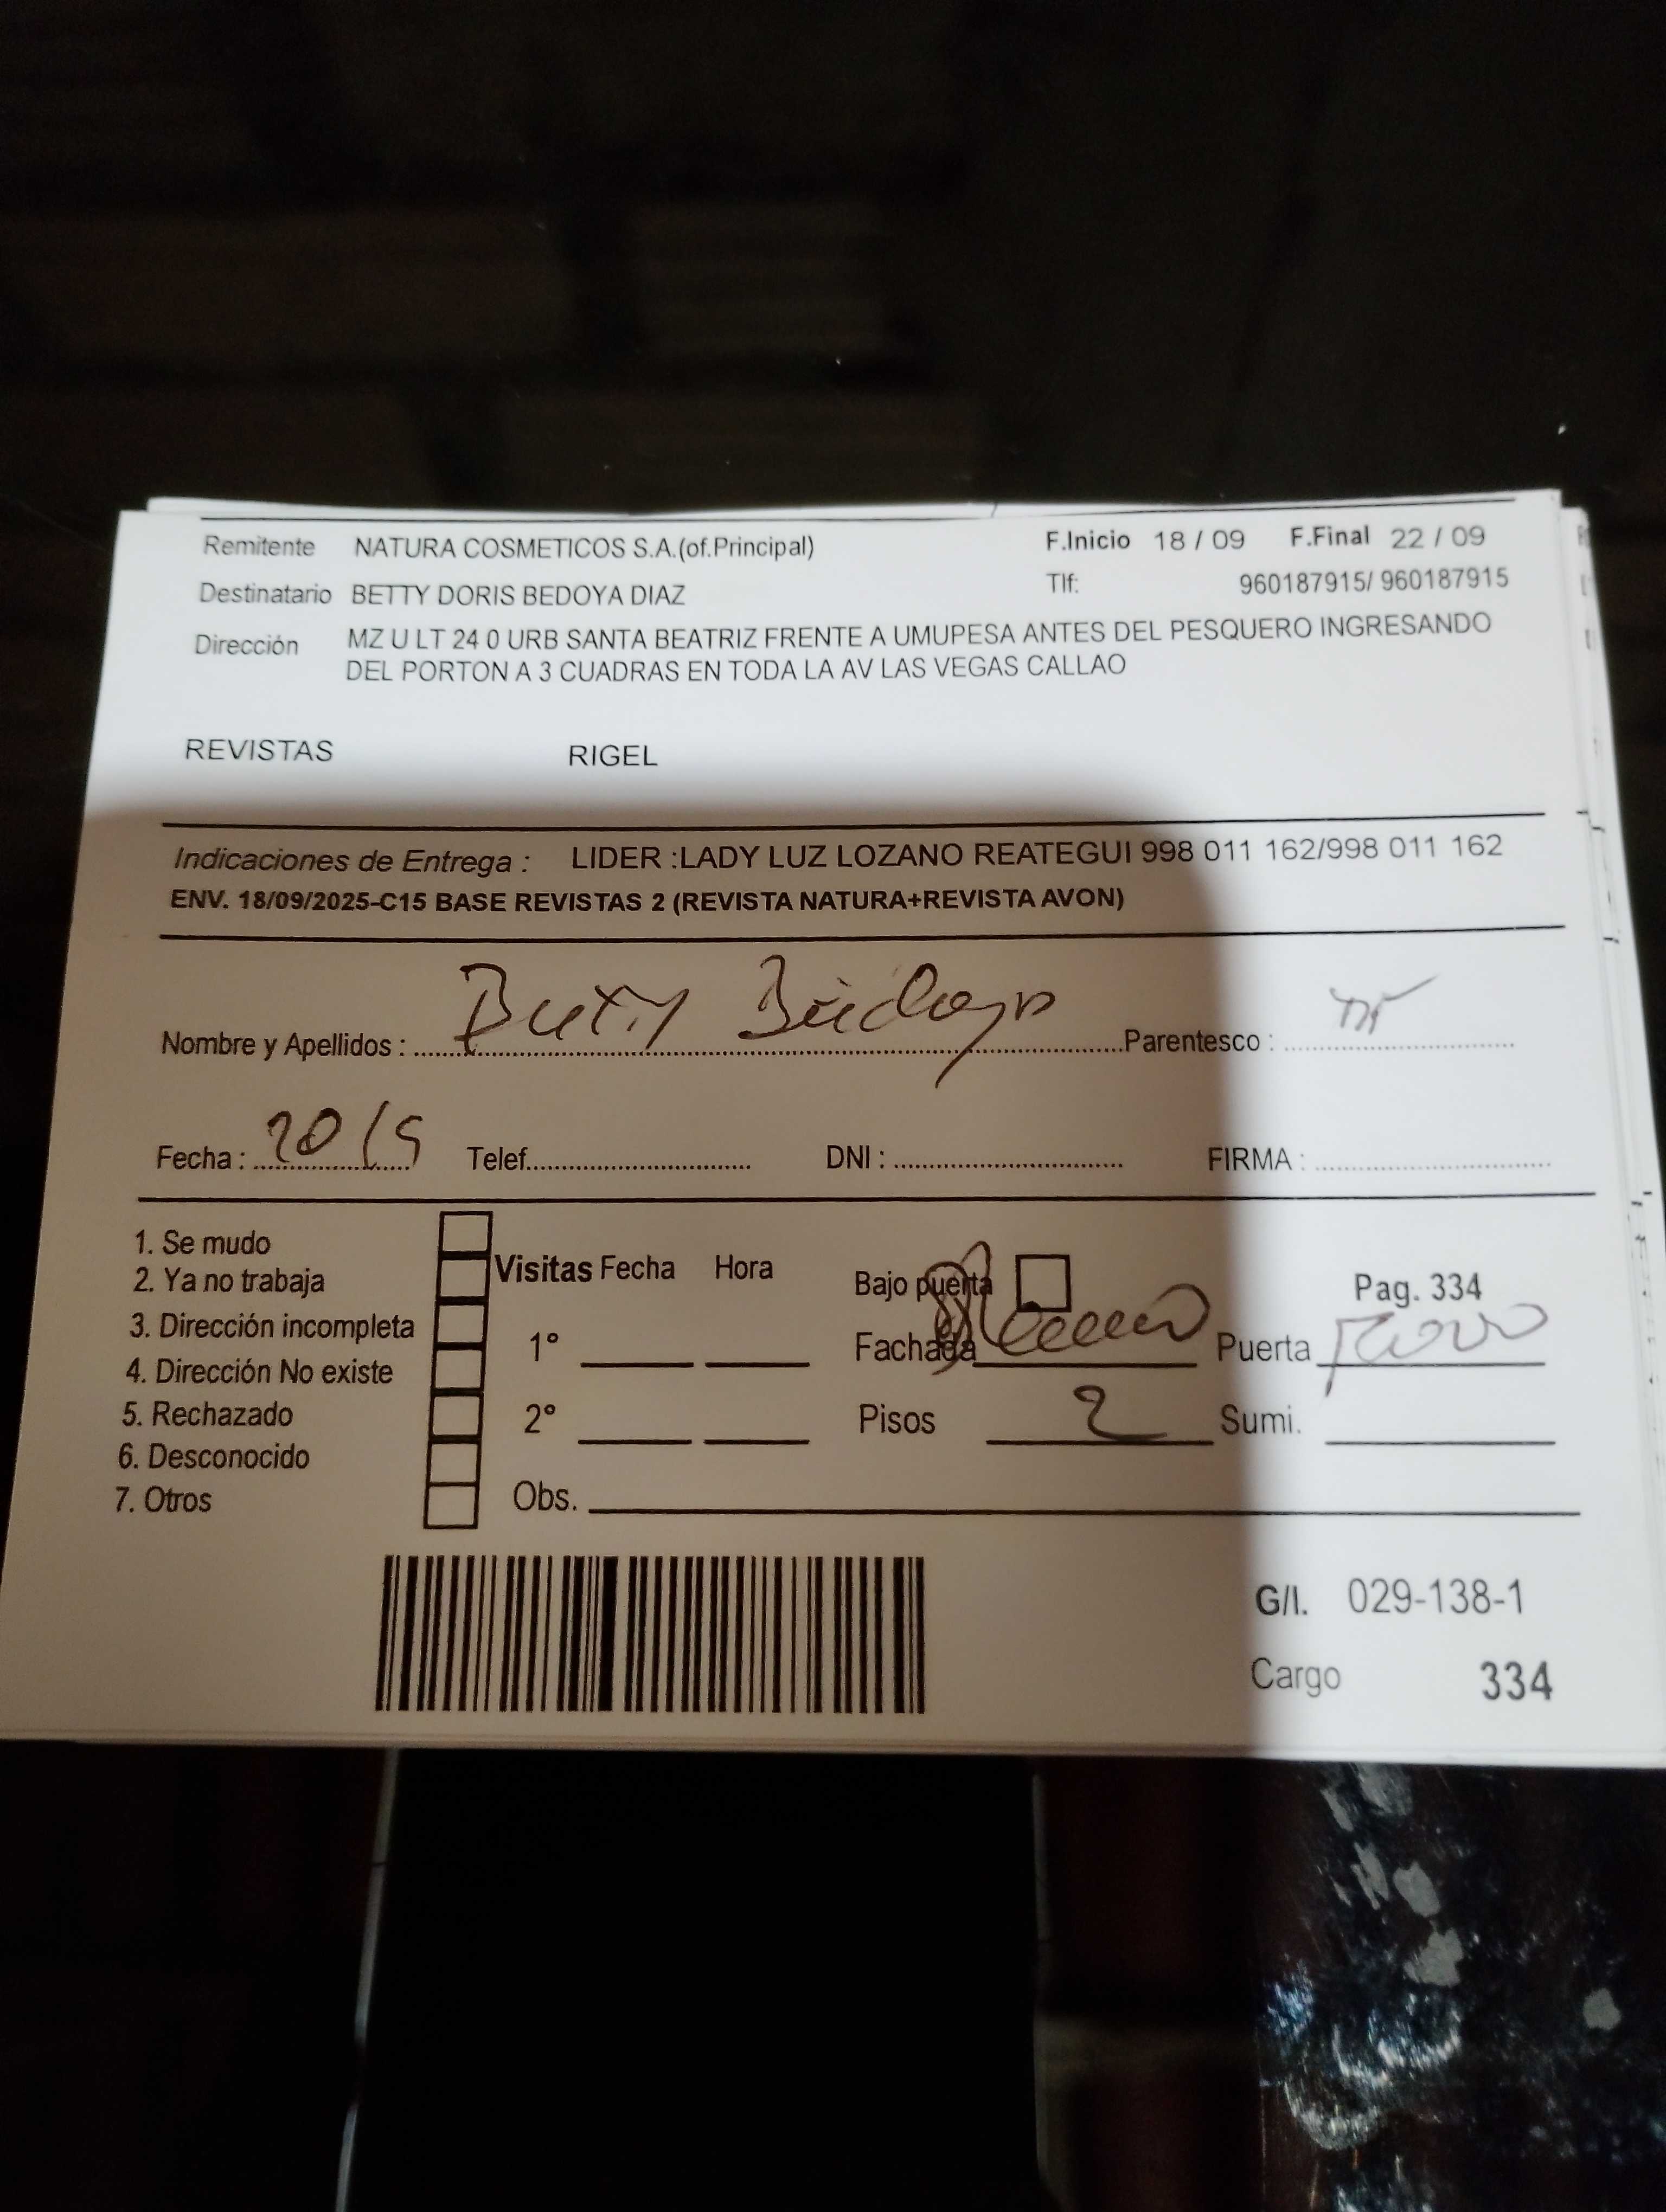 Remitente NATURA COSMETICOS S.A.(of.Principal) F.Inicio 18 / 09 F.Final 22 / 09
Destinatario BETTY DORIS BEDOYA DIAZ Tlf: 960187915/ 960187915
Dirección MZ U LT 24 0 URB SANTA BEATRIZ FRENTE A UMUPESA ANTES DEL PESQUERO INGRESANDO
DEL PORTON A 3 CUADRAS EN TODA LA AV LAS VEGAS CALLAO
REVISTAS RIGEL
Indicaciones de Entrega : LIDER :LADY LUZ LOZANO REATEGUI 998 011 162/998 011 162
ENV. 18/09/2025-C15 BASE REVISTAS 2 (REVISTA NATURA+REVISTA AVON)
Nombre y Apellidos : Betty Bedoya Parentesco :
Fecha : 20/9 Telef. DNI : FIRMA :
1. Se mudo
2. Ya no trabaja
3. Dirección incompleta
4. Dirección No existe
5. Rechazado
6. Desconocido
7. Otros
Visitas Fecha Hora
1°
2°
Obs.
Bajo puerta Pag. 334
Fachada Puerta
Pisos 2 Sumi.
G/I. 029-138-1
Cargo 334